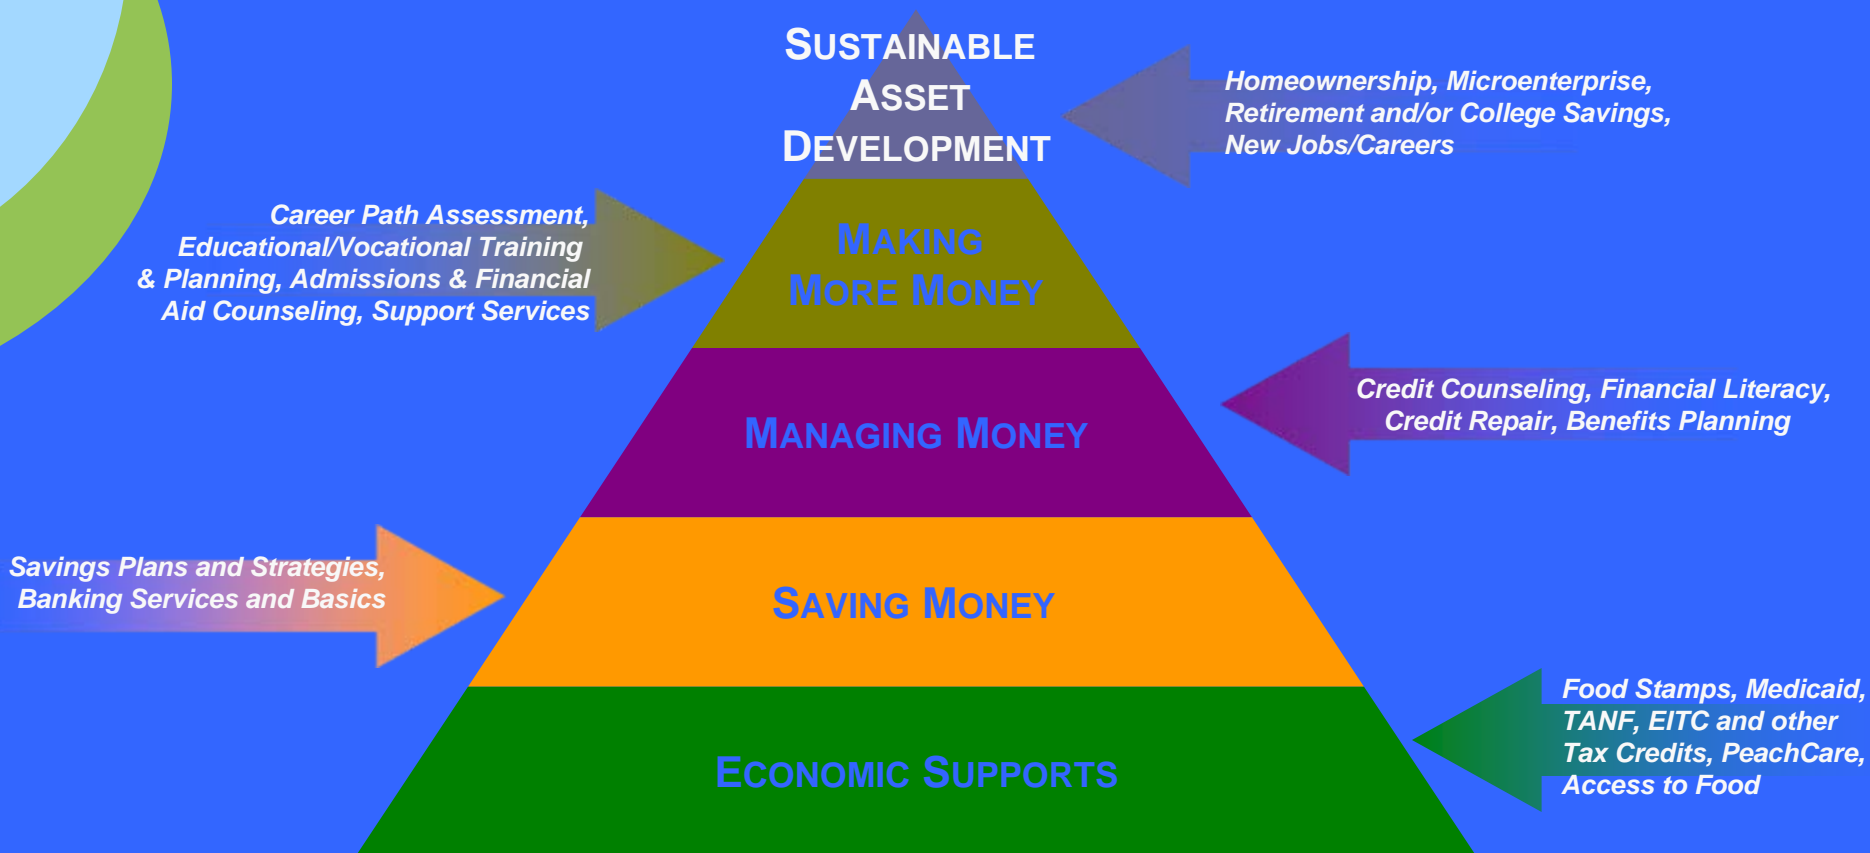 SUSTAINABLE
ASSET
DEVELOPMENT
Homeownership, Microenterprise,
Retirement and/or College Savings,
New Jobs/Careers
Career Path Assessment,
Educational/Vocational Training
& Planning, Admissions & Financial
Aid Counseling, Support Services
MAKING
MORE MONEY
MANAGING MONEY
Credit Counseling, Financial Literacy,
Credit Repair, Benefits Planning
Savings Plans and Strategies,
Banking Services and Basics
SAVING MONEY
ECONOMIC SUPPORTS
Food Stamps, Medicaid,
TANF, EITC and other
Tax Credits, PeachCare,
Access to Food